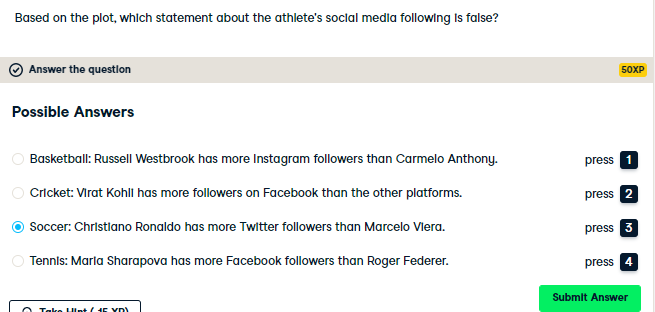 Based on the plot, which statement about the athlete's social media following is false?
Answer the question
50XP
Possible Answers
Basketball: Russell Westbrook has more Instagram followers than Carmelo Anthony. press 1
Cricket: Virat Kohli has more followers on Facebook than the other platforms. press 2
Soccer: Christiano Ronaldo has more Twitter followers than Marcelo Viera. press 3
Tennis: Maria Sharapova has more Facebook followers than Roger Federer. press 4
Submit Answer
Take Hint (-15 XP)